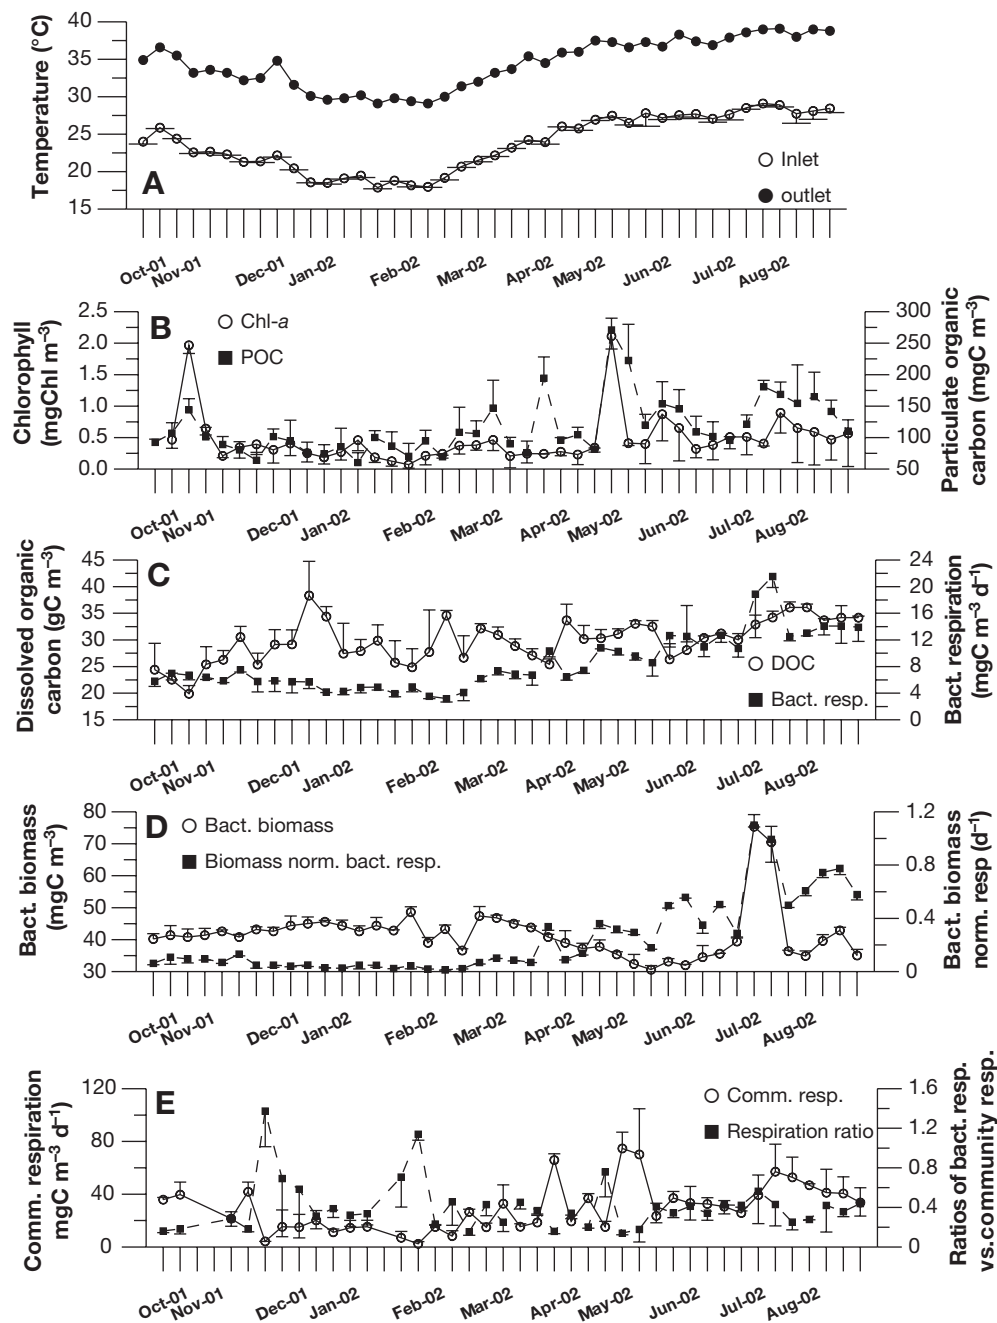 40
35
30
25
20
15
Temperature (°C)
A
Inlet
outlet
Oct-01 Nov-01 Dec-01 Jan-02 Feb-02 Mar-02 Apr-02 May-02 Jun-02 Jul-02 Aug-02
2.5
2.0
1.5
1.0
0.5
0.0
Chlorophyll
(mgChl m–3)
B
Chl-a
POC
300
250
200
150
100
50
Particulate organic
carbon (mgC m–3)
Oct-01 Nov-01 Dec-01 Jan-02 Feb-02 Mar-02 Apr-02 May-02 Jun-02 Jul-02 Aug-02
45
40
35
30
25
20
15
Dissolved organic
carbon (gC m–3)
C
DOC
Bact. resp.
24
20
16
12
8
4
0
Bact. respiration
(mgC m–3 d–1)
Oct-01 Nov-01 Dec-01 Jan-02 Feb-02 Mar-02 Apr-02 May-02 Jun-02 Jul-02 Aug-02
80
70
60
50
40
30
Bact. biomass
(mgC m–3)
D
Bact. biomass
Biomass norm. bact. resp.
1.2
0.8
0.4
0
Bact. biomass
norm. resp (d–1)
Oct-01 Nov-01 Dec-01 Jan-02 Feb-02 Mar-02 Apr-02 May-02 Jun-02 Jul-02 Aug-02
120
80
40
0
Comm. respiration
mgC m–3 d–1)
E
Comm. resp.
Respiration ratio
1.6
1.2
0.8
0.4
0
Ratios of bact. resp.
vs.community resp.
Oct-01 Nov-01 Dec-01 Jan-02 Feb-02 Mar-02 Apr-02 May-02 Jun-02 Jul-02 Aug-02